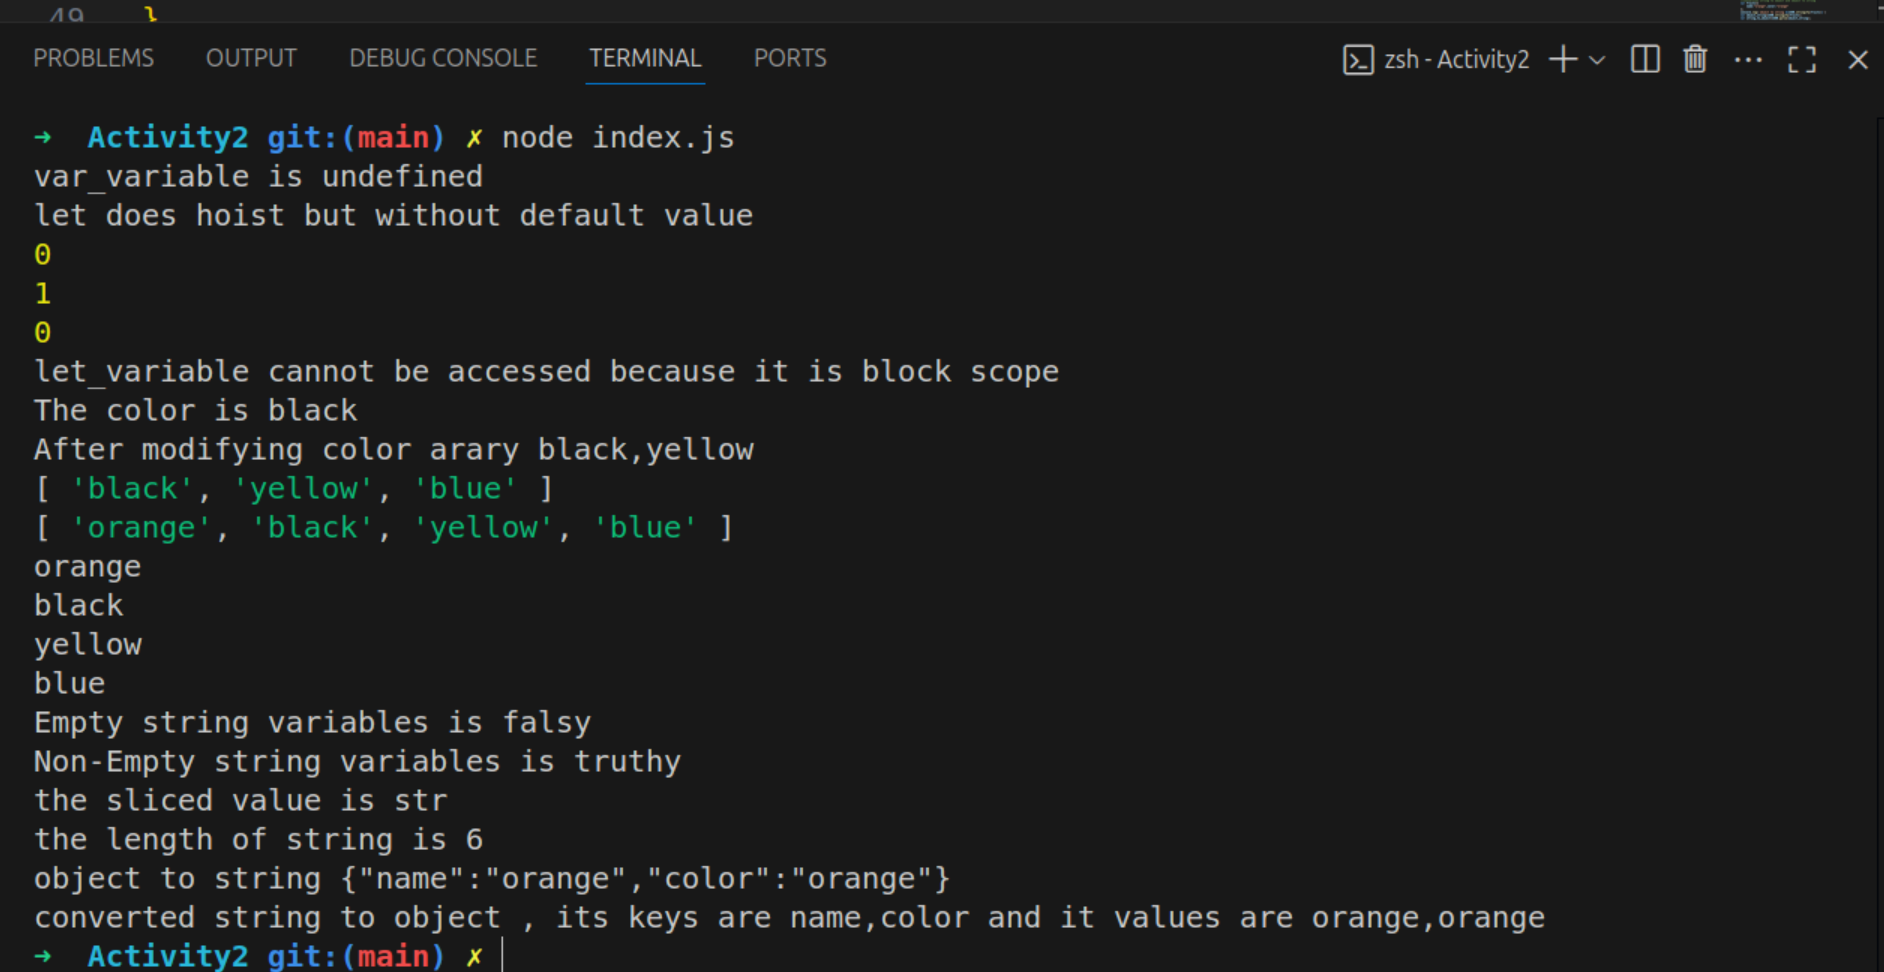 49 }
PROBLEMS OUTPUT DEBUG CONSOLE TERMINAL PORTS zsh - Activity2
➜ Activity2 git:(main) ✗ node index.js
var_variable is undefined
let does hoist but without default value
0
1
0
let_variable cannot be accessed because it is block scope
The color is black
After modifying color arary black,yellow
[ 'black', 'yellow', 'blue' ]
[ 'orange', 'black', 'yellow', 'blue' ]
orange
black
yellow
blue
Empty string variables is falsy
Non-Empty string variables is truthy
the sliced value is str
the length of string is 6
object to string {"name":"orange","color":"orange"}
converted string to object , its keys are name,color and it values are orange,orange
➜ Activity2 git:(main) ✗